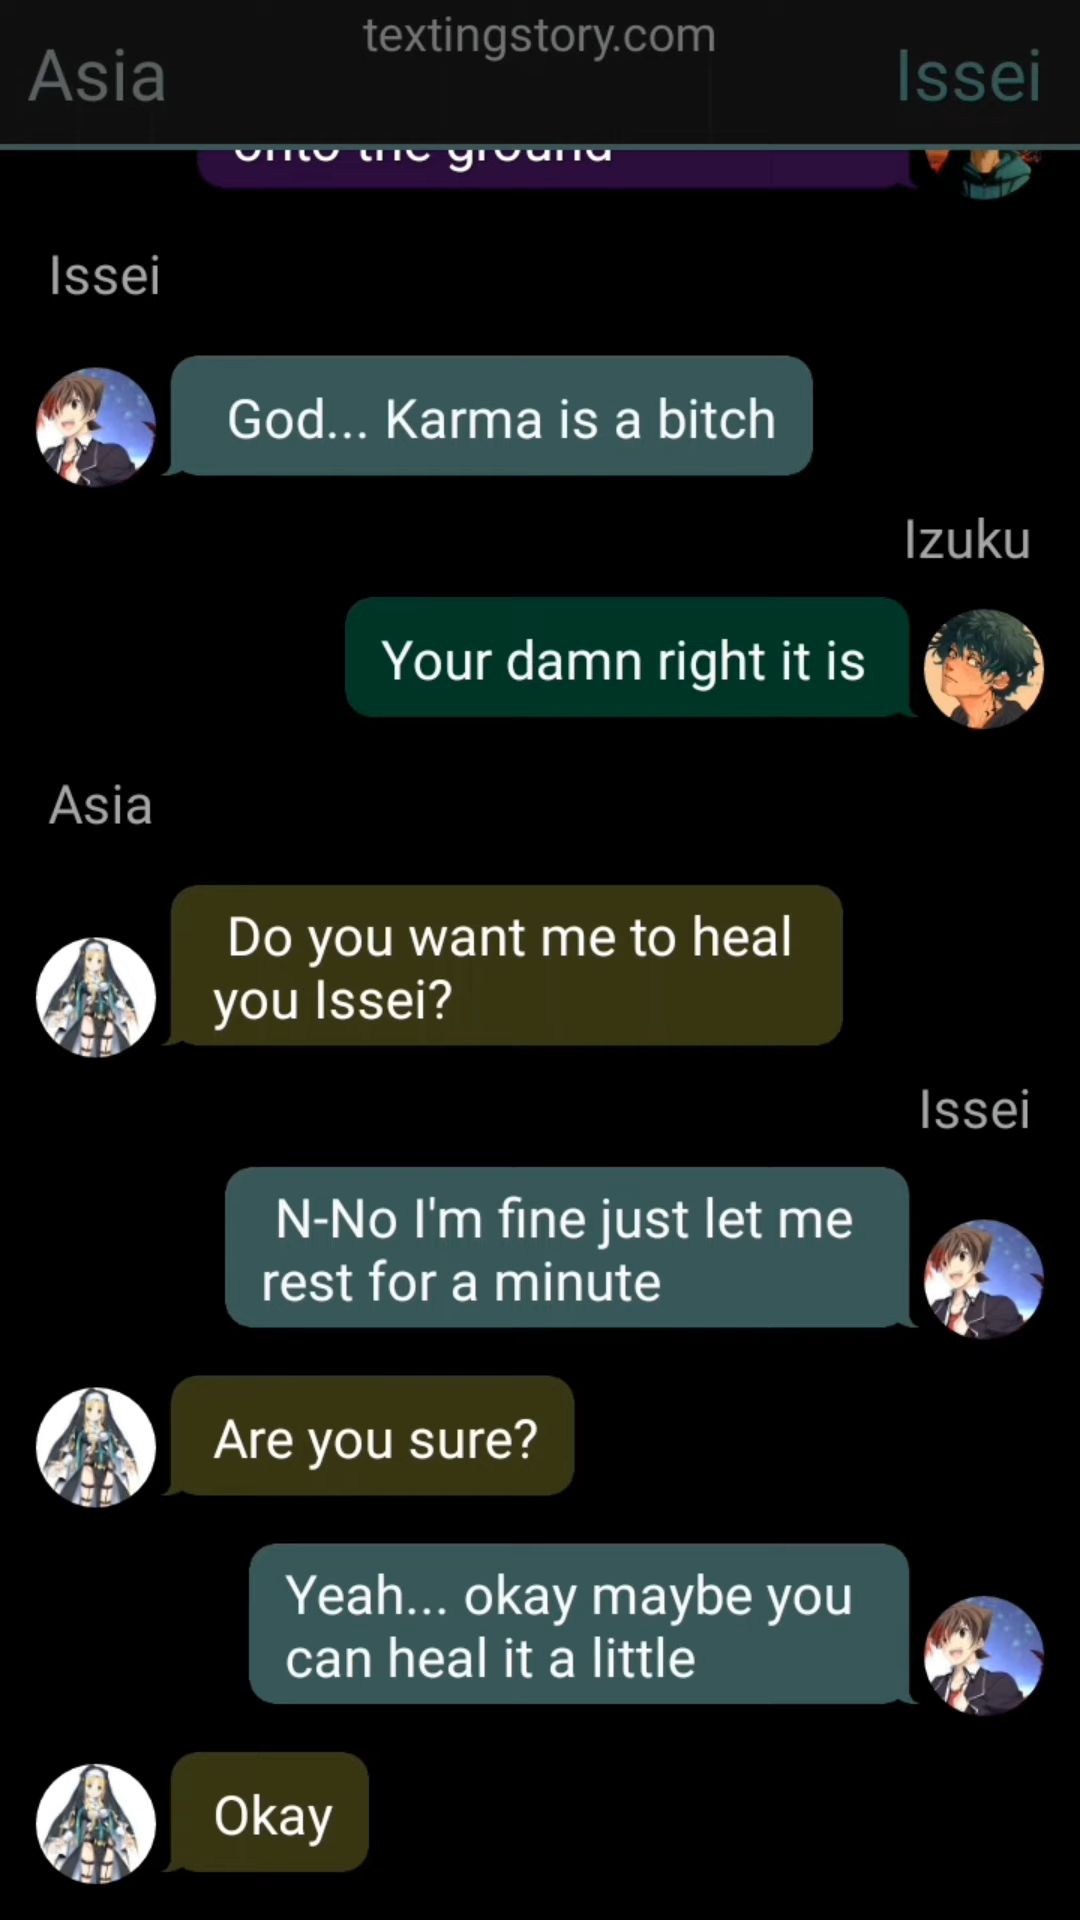 textingstory.com
Asia
Issei
onto the ground
Issei
God... Karma is a bitch
Izuku
Your damn right it is
Asia
Do you want me to heal
you Issei?
Issei
N-No I'm fine just let me
rest for a minute
Are you sure?
Yeah... okay maybe you
can heal it a little
Okay